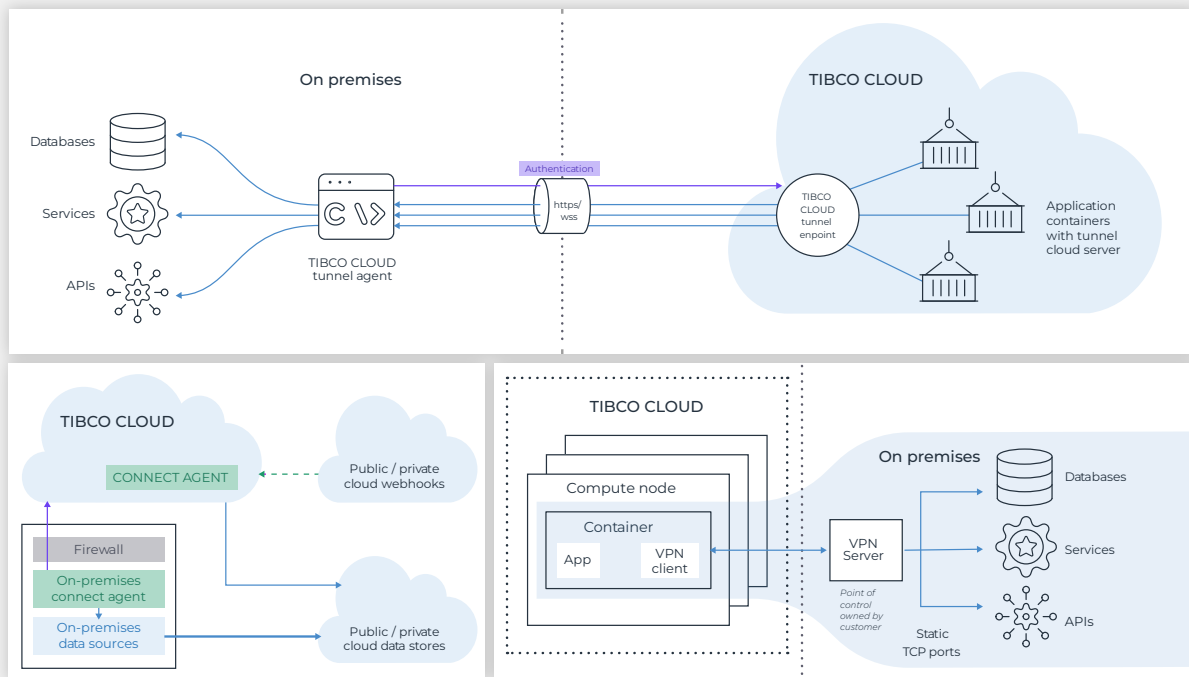 On premises
TIBCO CLOUD
Databases
Services
APIs
TIBCO CLOUD
tunnel agent
Authentication
https/
wss
TIBCO
CLOUD
tunnel
enpoint
Application
containers
with tunnel
cloud server
TIBCO CLOUD
CONNECT AGENT
Public / private
cloud webhooks
Firewall
On-premises
connect agent
On-premises
data sources
Public / private
cloud data stores
TIBCO CLOUD
Compute node
Container
App
VPN
client
On premises
VPN
Server
Point of
control
owned by
customer
Databases
Services
APIs
Static
TCP ports